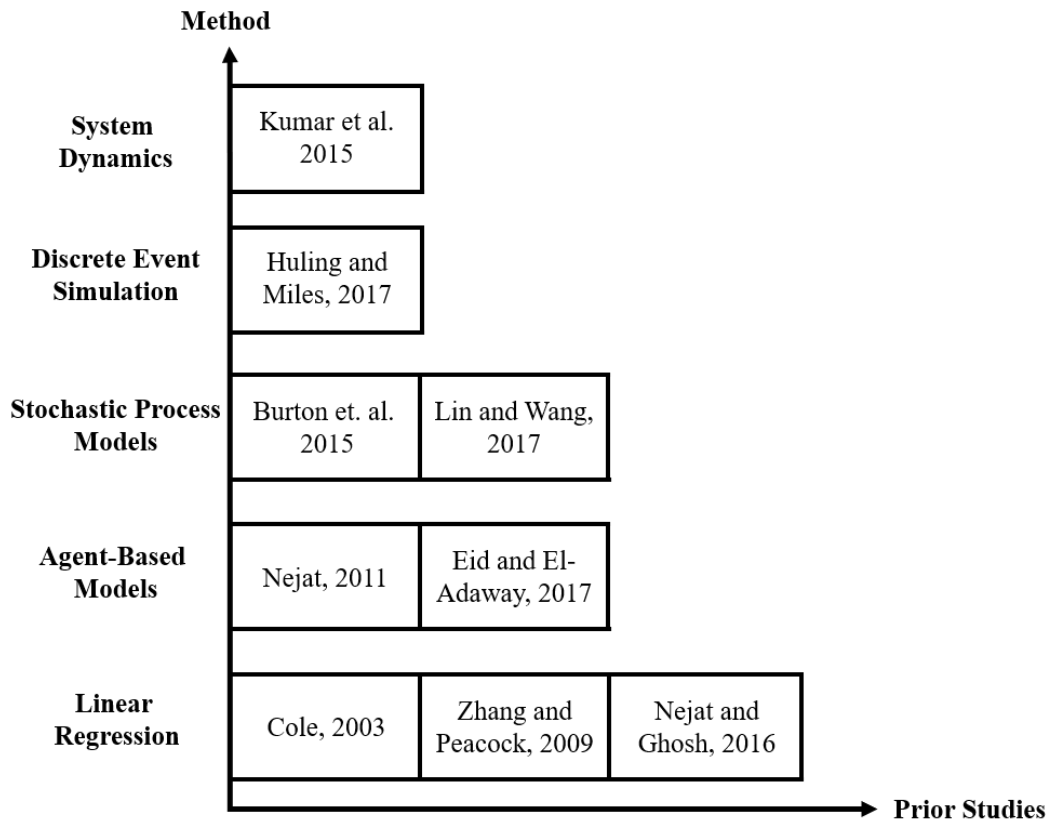 Method
System
Dynamics
Kumar et al.
2015
Discrete Event
Simulation
Huling and
Miles, 2017
Stochastic Process
Models
Burton et. al.
2015
Lin and Wang,
2017
Agent-Based
Models
Nejat, 2011
Eid and El-
Adaway, 2017
Linear
Regression
Cole, 2003
Zhang and
Peacock, 2009
Nejat and
Ghosh, 2016
Prior Studies